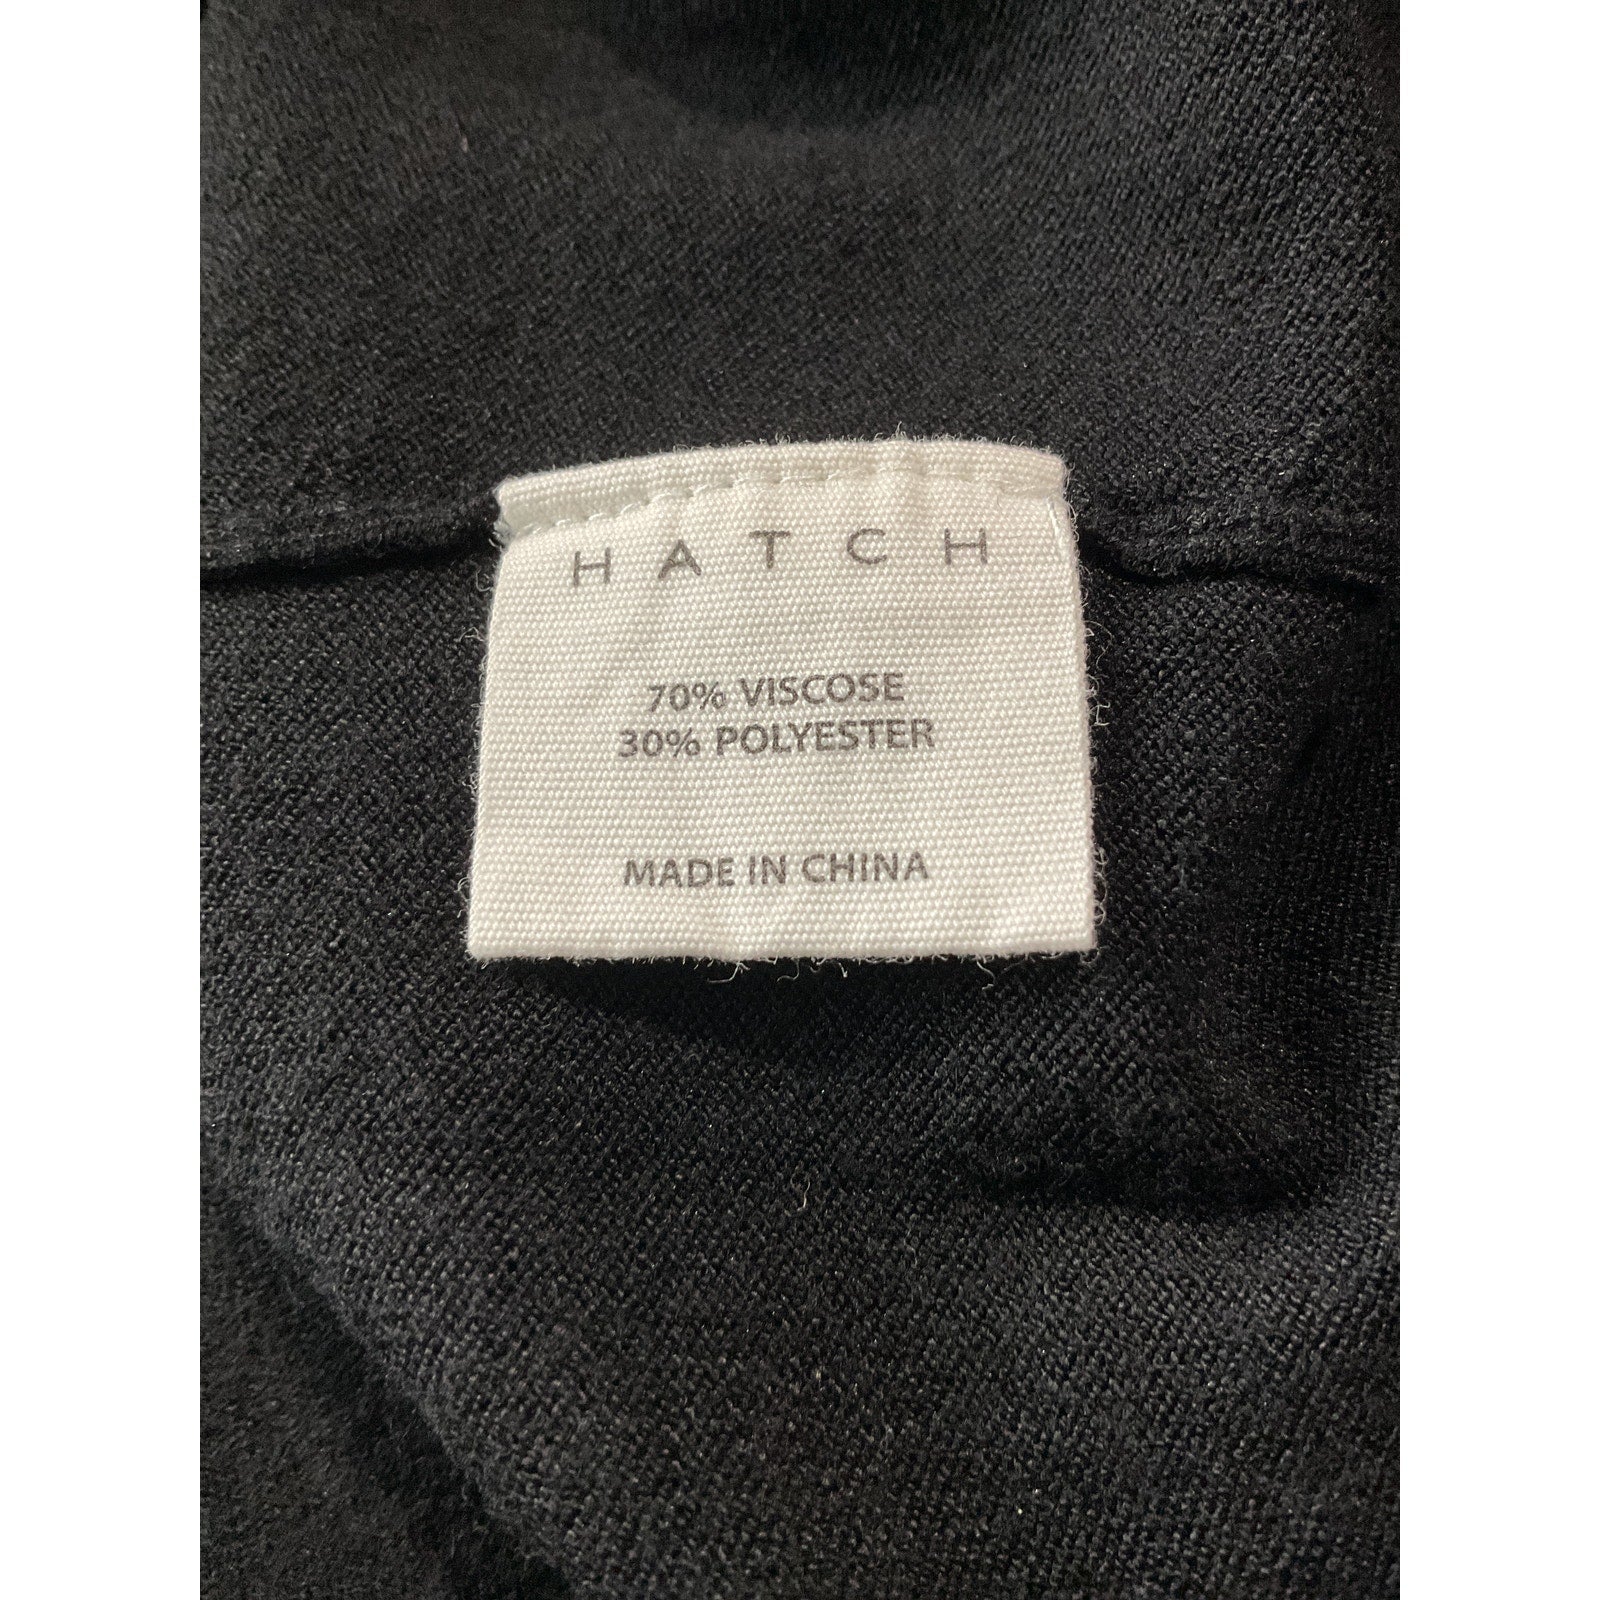 HATCH
70% VISCOSE
30% POLYESTER
MADE IN CHINA